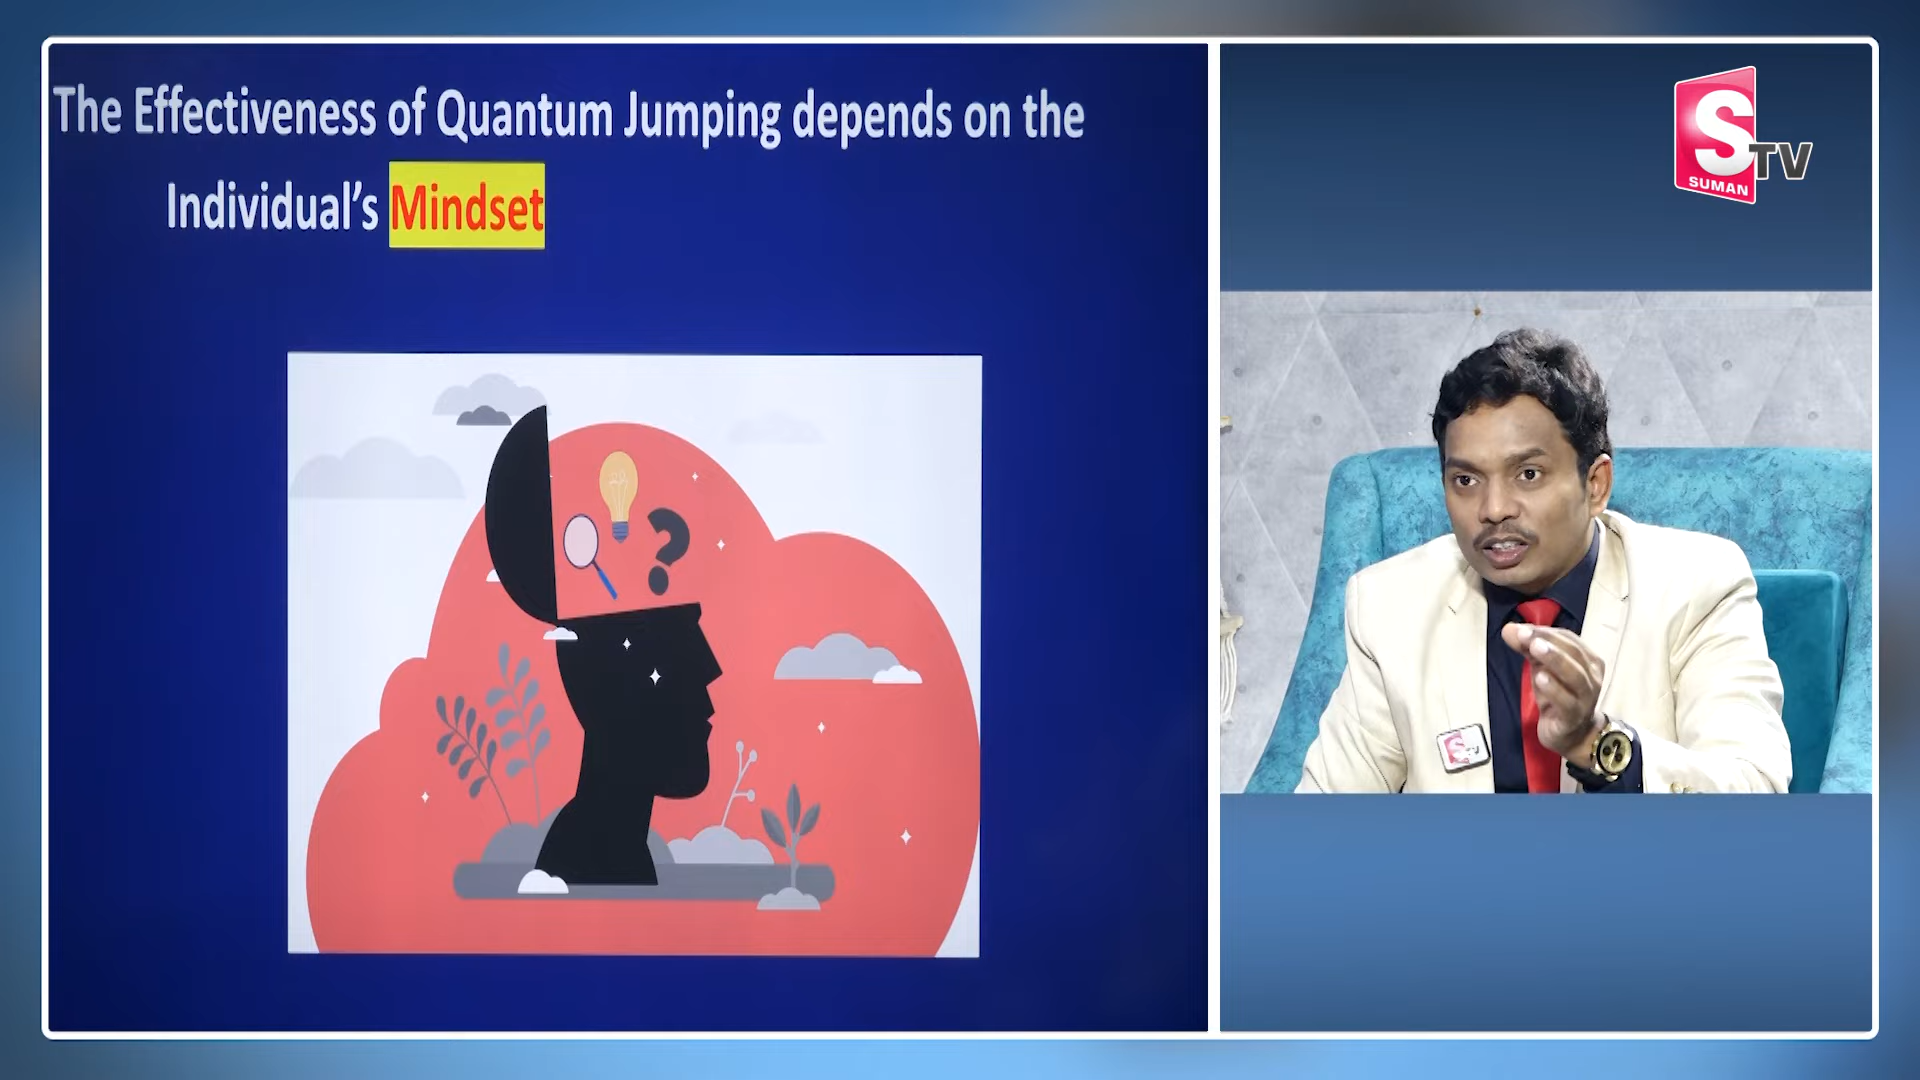 The Effectiveness of Quantum Jumping depends on the
Individual's Mindset
S TV
SUMAN